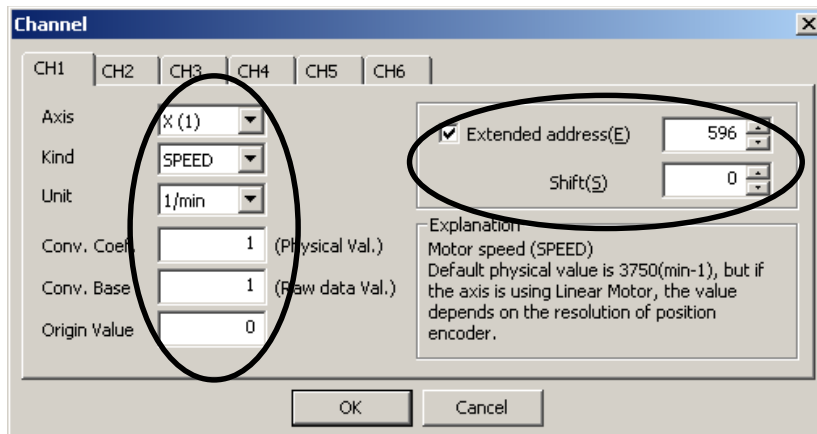 Channel
CH1 CH2 CH3 CH4 CH5 CH6
Axis X (1)
Kind SPEED
Unit 1/min
Conv. Coef. 1 (Physical Val.)
Conv. Base 1 (Raw data Val.)
Origin Value 0
Extended address(E) 596
Shift(S) 0
Explanation
Motor speed (SPEED)
Default physical value is 3750(min-1), but if
the axis is using Linear Motor, the value
depends on the resolution of position
encoder.
OK Cancel